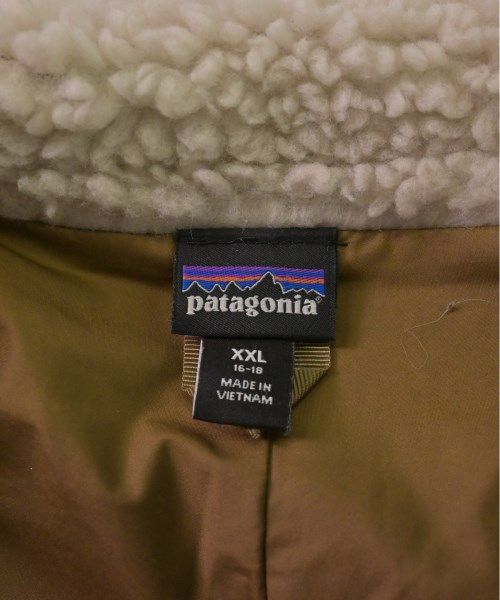 patagonia®
XXL
16-18
MADE IN
VIETNAM